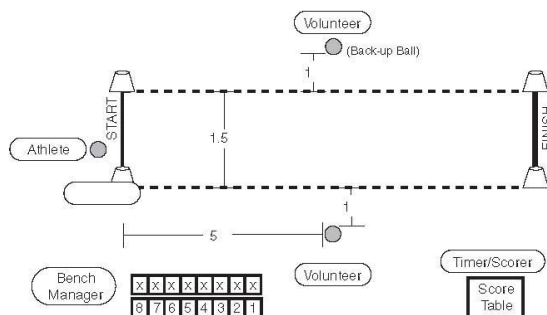 Volunteer
(Back-up Ball)
1
START
1.5
FINISH
Athlete
1
5
Volunteer
Timer/Scorer
Bench
Manager
x x x x x x x x
8 7 6 5 4 3 2 1
Score
Table